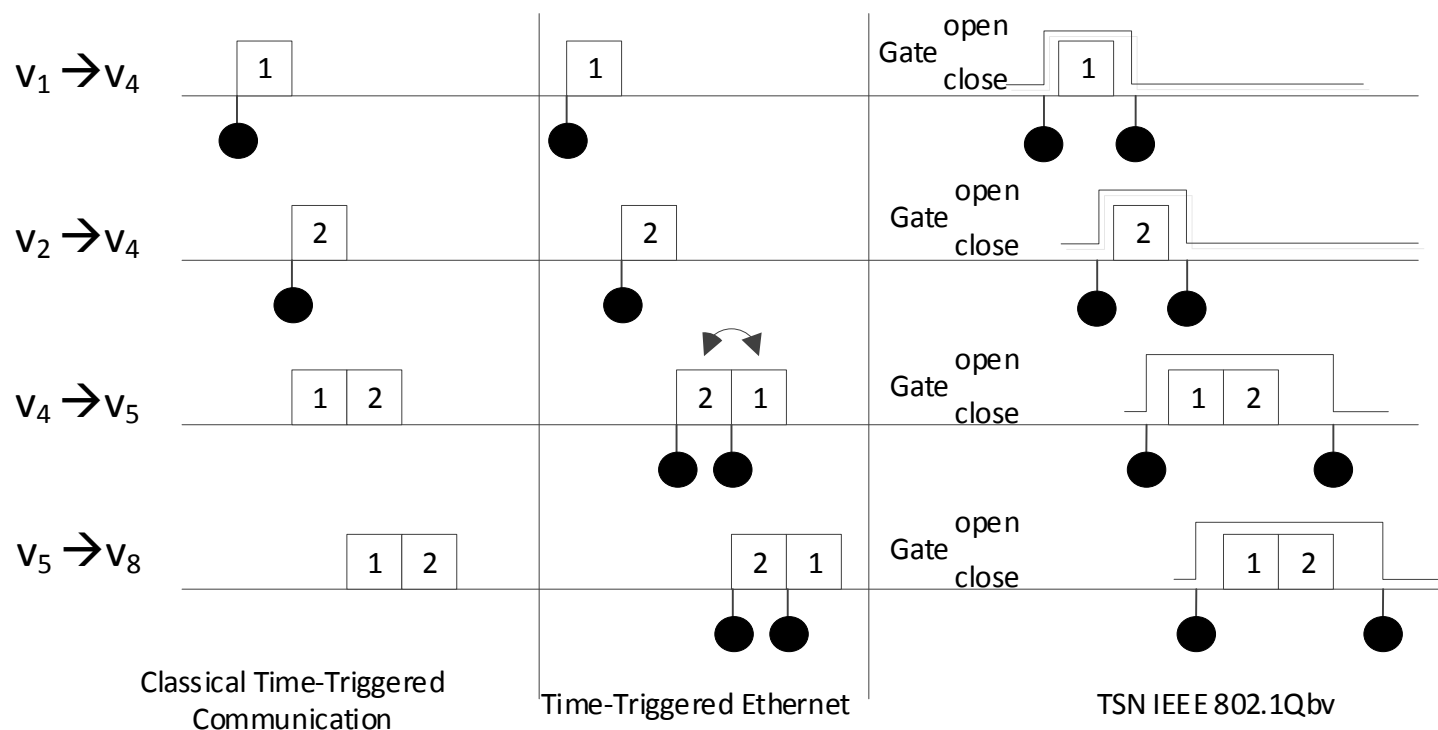 v1 →v4
1
1
Gate
open
close
1
v2 →v4
2
2
Gate
open
close
2
v4 →v5
1 2
2 1
Gate
open
close
1 2
v5 →v8
1 2
2 1
Gate
open
close
1 2
Classical Time-Triggered
Communication
Time-Triggered Ethernet
TSN IEEE 802.1Qbv